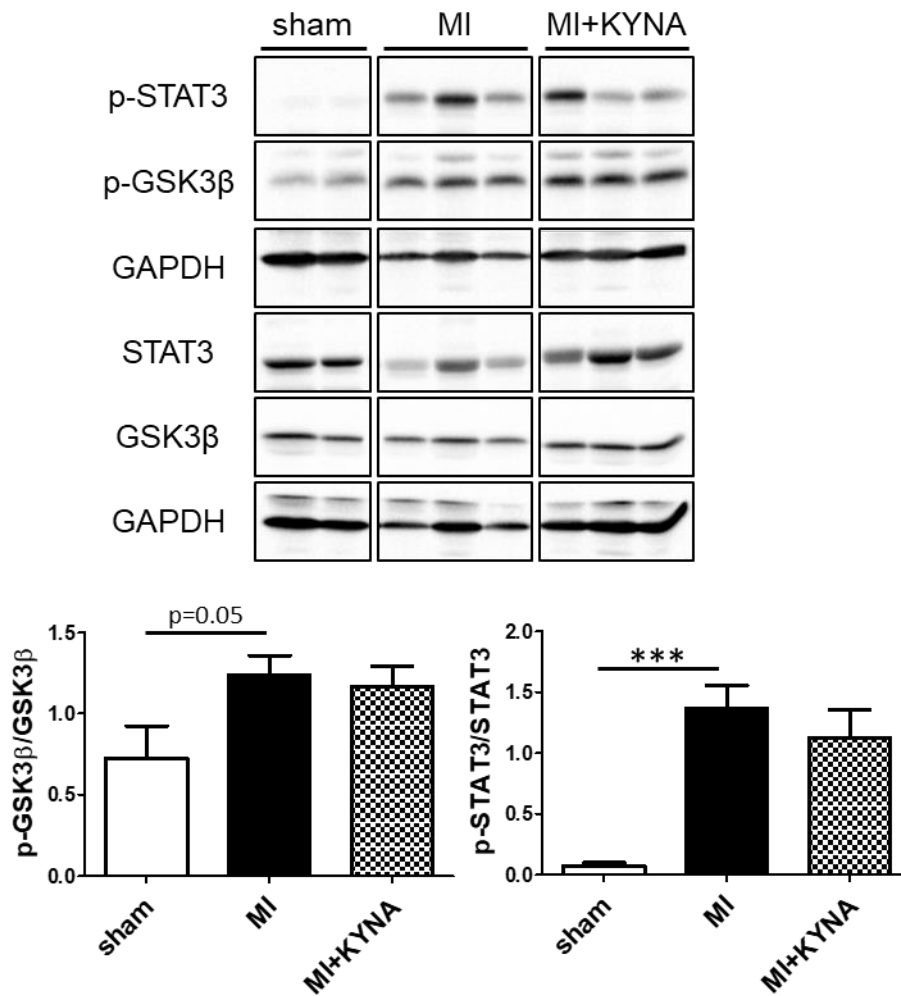 sham MI MI+KYNA
p-STAT3
p-GSK3β
GAPDH
STAT3
GSK3β
GAPDH
p=0.05
p-GSK3β/GSK3β
1.5
1.0
0.5
0.0
sham
MI
MI+KYNA
***
p-STAT3/STAT3
2.0
1.5
1.0
0.5
0.0
sham
MI
MI+KYNA